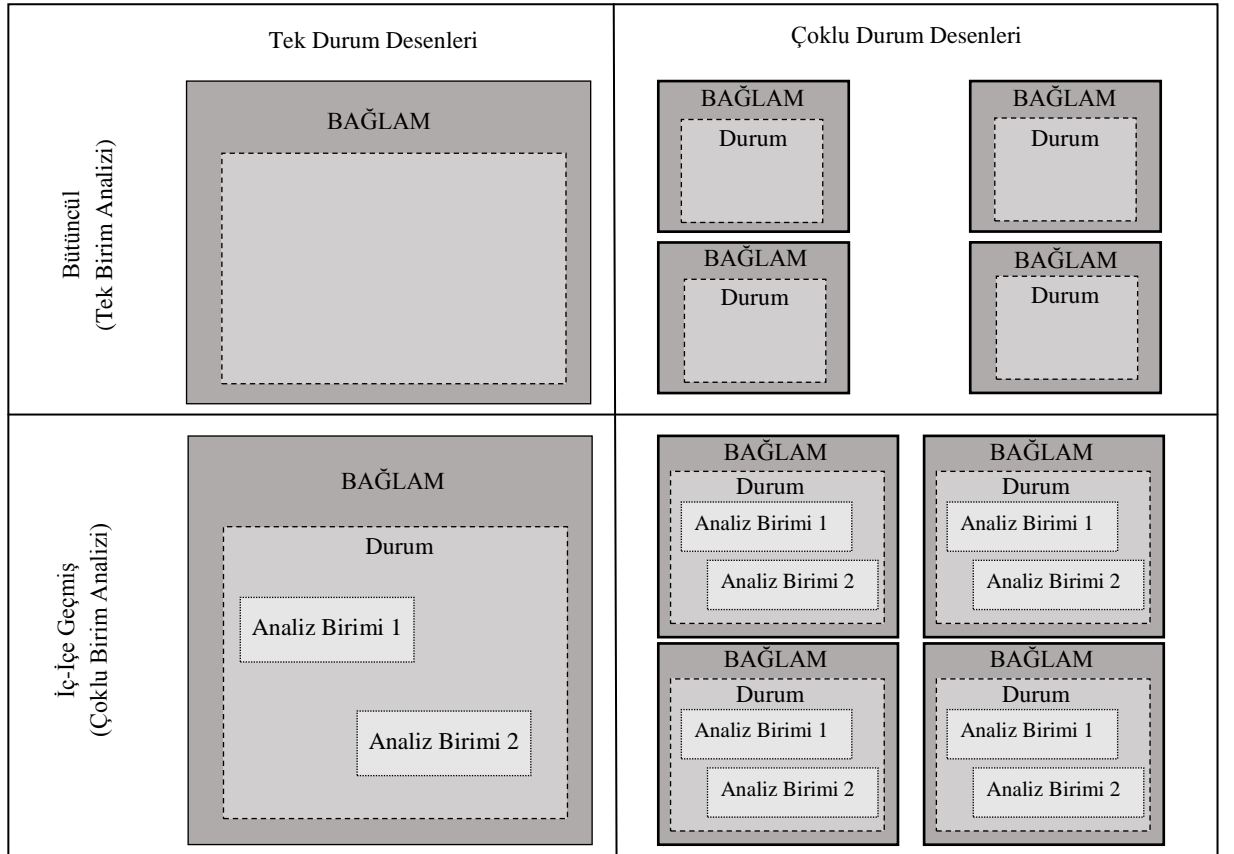 Tek Durum Desenleri
Çoklu Durum Desenleri
Bütüncül
(Tek Birim Analizi)
BAĞLAM
BAĞLAM
Durum
BAĞLAM
Durum
BAĞLAM
Durum
BAĞLAM
Durum
İç-İçe Geçmiş
(Çoklu Birim Analizi)
BAĞLAM
Durum
Analiz Birimi 1
Analiz Birimi 2
BAĞLAM
Durum
Analiz Birimi 1
Analiz Birimi 2
BAĞLAM
Durum
Analiz Birimi 1
Analiz Birimi 2
BAĞLAM
Durum
Analiz Birimi 1
Analiz Birimi 2
BAĞLAM
Durum
Analiz Birimi 1
Analiz Birimi 2